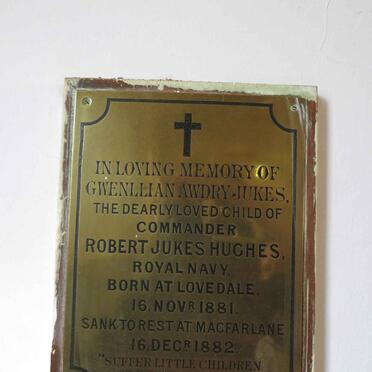 IN LOVING MEMORY OF
GWENLLIAN AWDRY-JUKES,
THE DEARLY LOVED CHILD OF
COMMANDER
ROBERT JUKES HUGHES,
ROYAL NAVY,
BORN AT LOVEDALE,
16. NOVR 1881.
SANK TO REST AT MACFARLANE
16. DECR 1882.
"SUFFER LITTLE CHILDREN